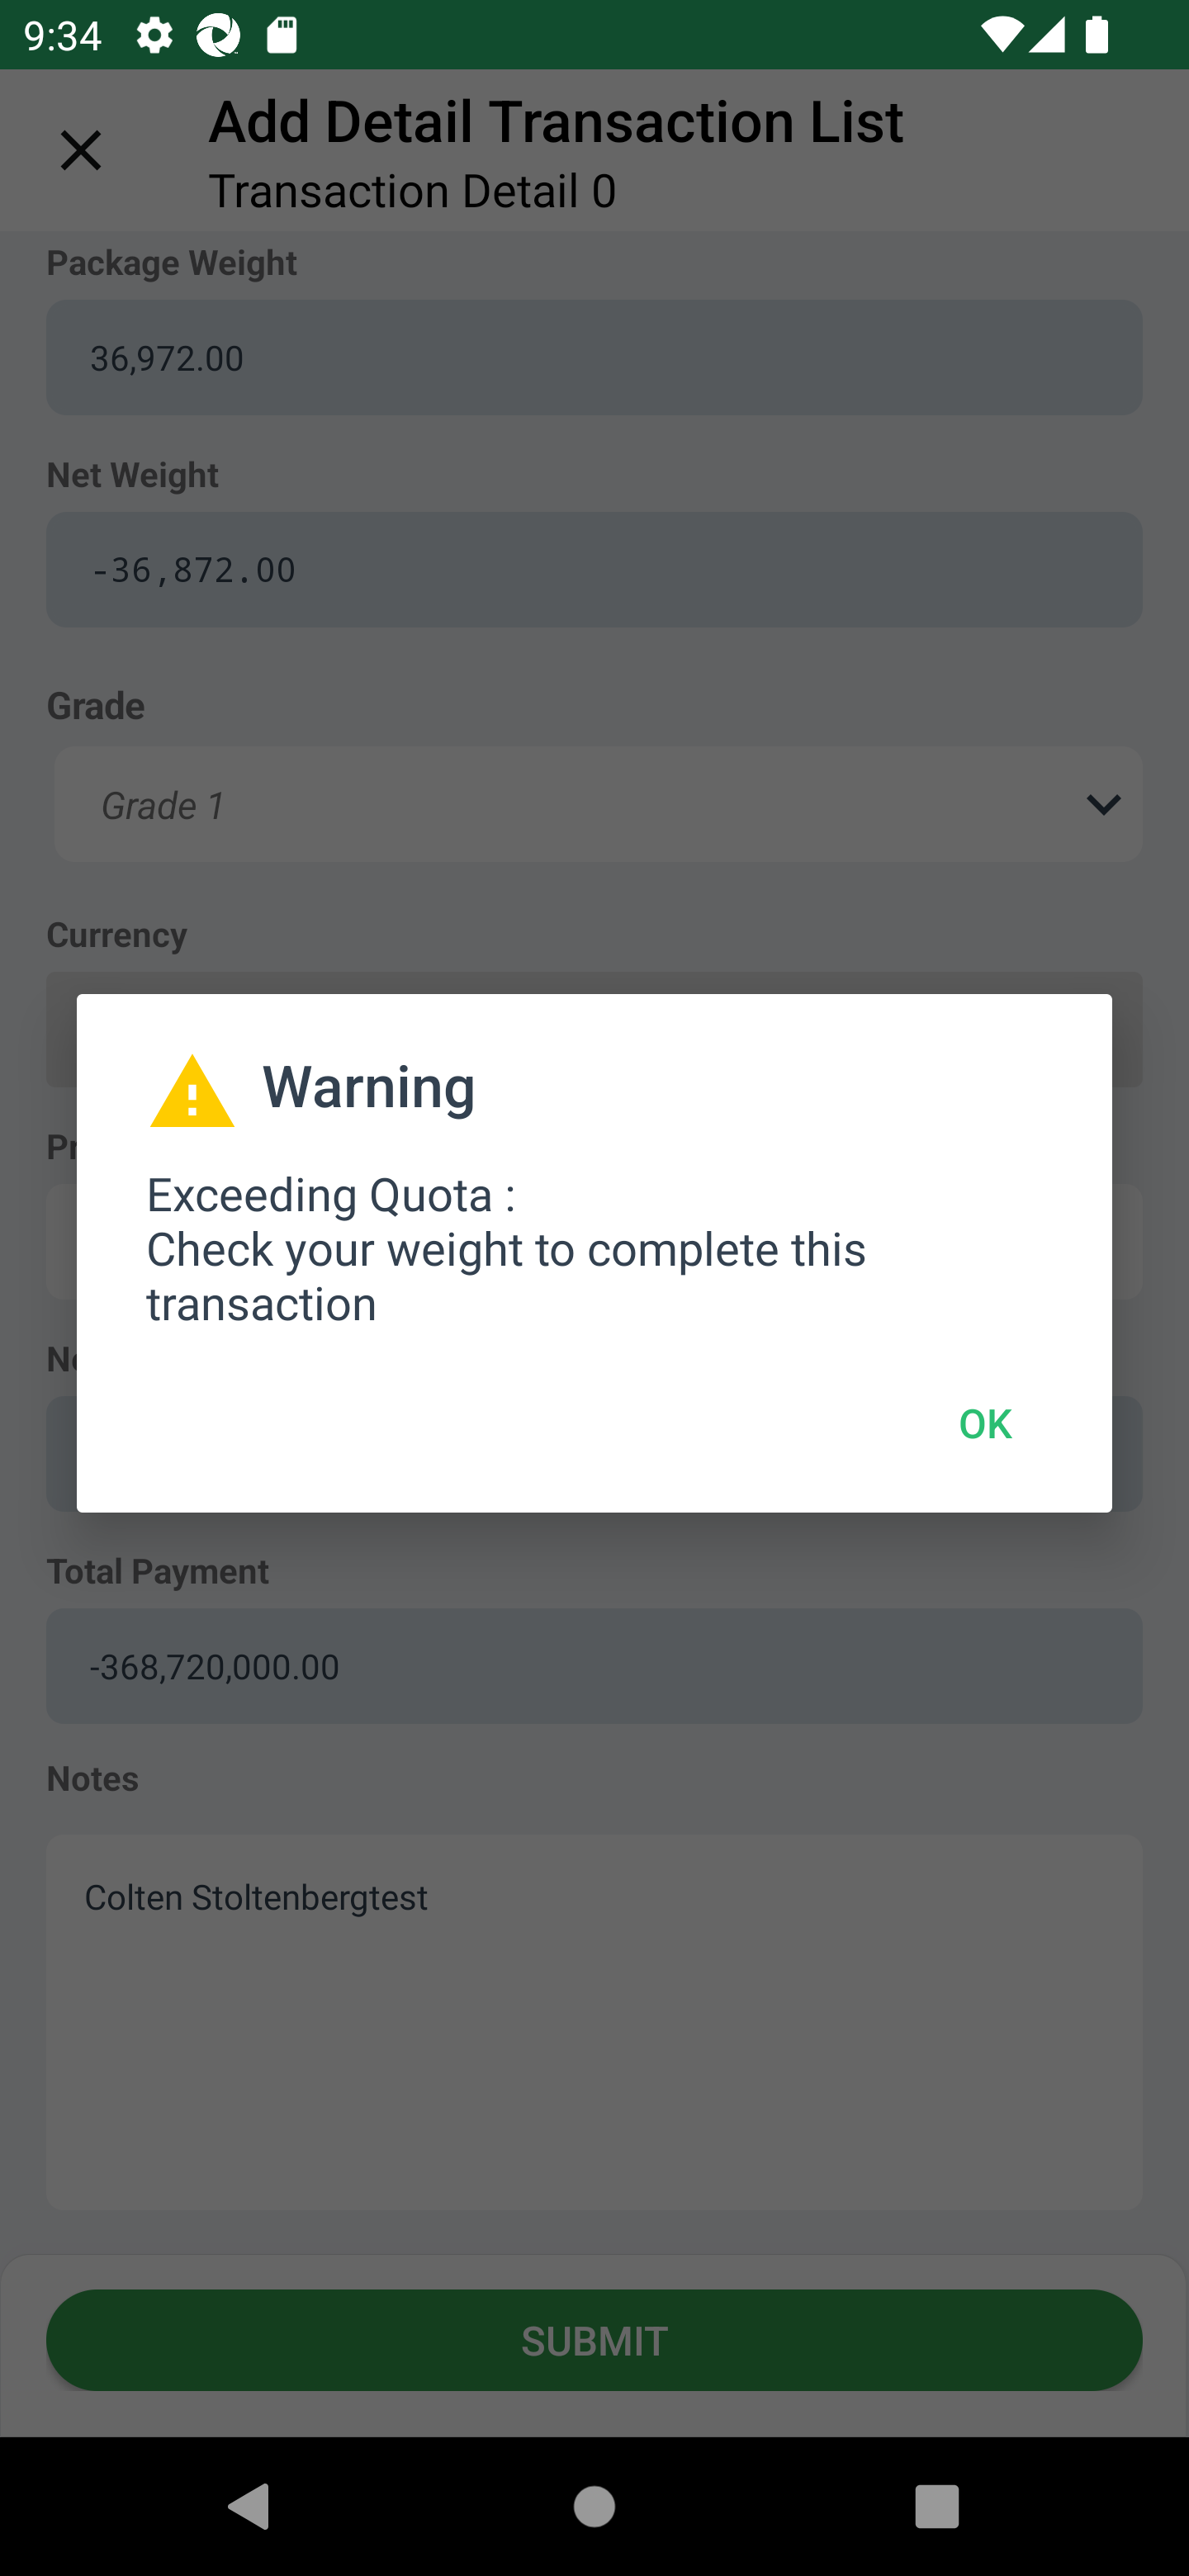 9:34
Add Detail Transaction List
Transaction Detail 0
Package Weight
36,972.00
Net Weight
-36,872.00
Grade
Grade 1
Currency
Warning
Exceeding Quota :
Check your weight to complete this
transaction
OK
Total Payment
-368,720,000.00
Notes
Colten Stoltenbergtest
SUBMIT